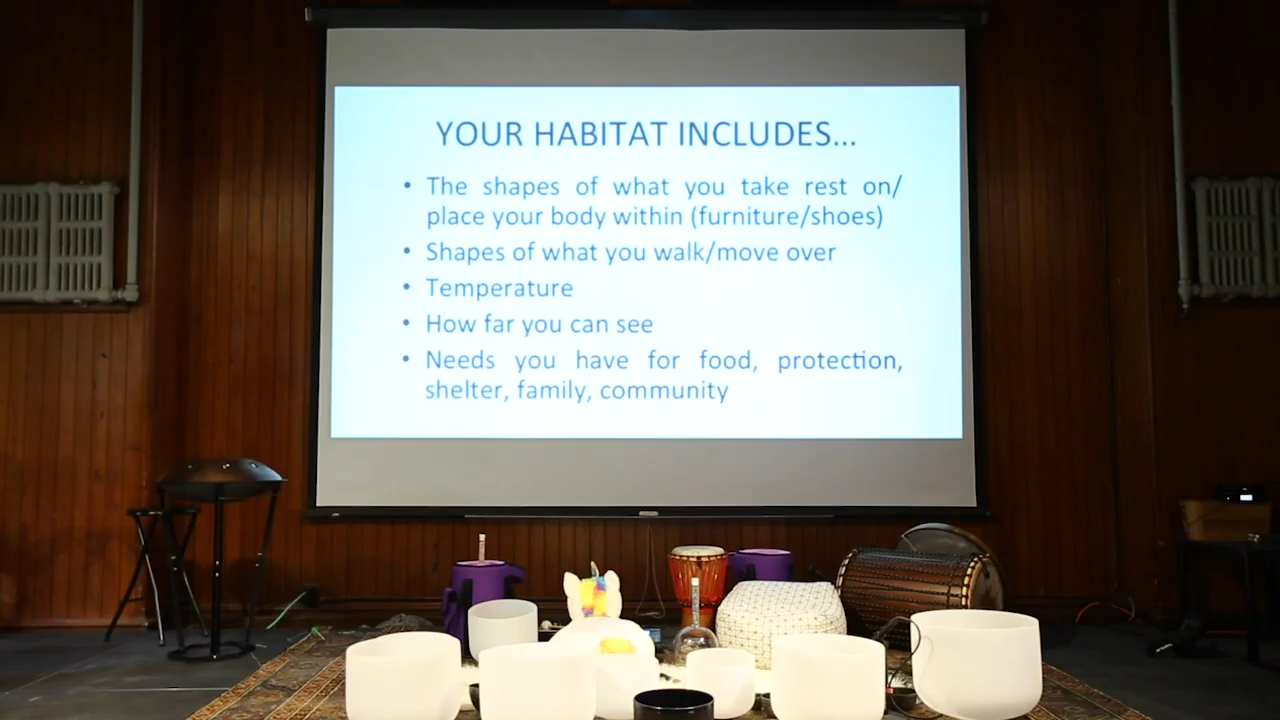 YOUR HABITAT INCLUDES...
• The shapes of what you take rest on/
place your body within (furniture/shoes)
• Shapes of what you walk/move over
• Temperature
• How far you can see
• Needs you have for food, protection,
shelter, family, community